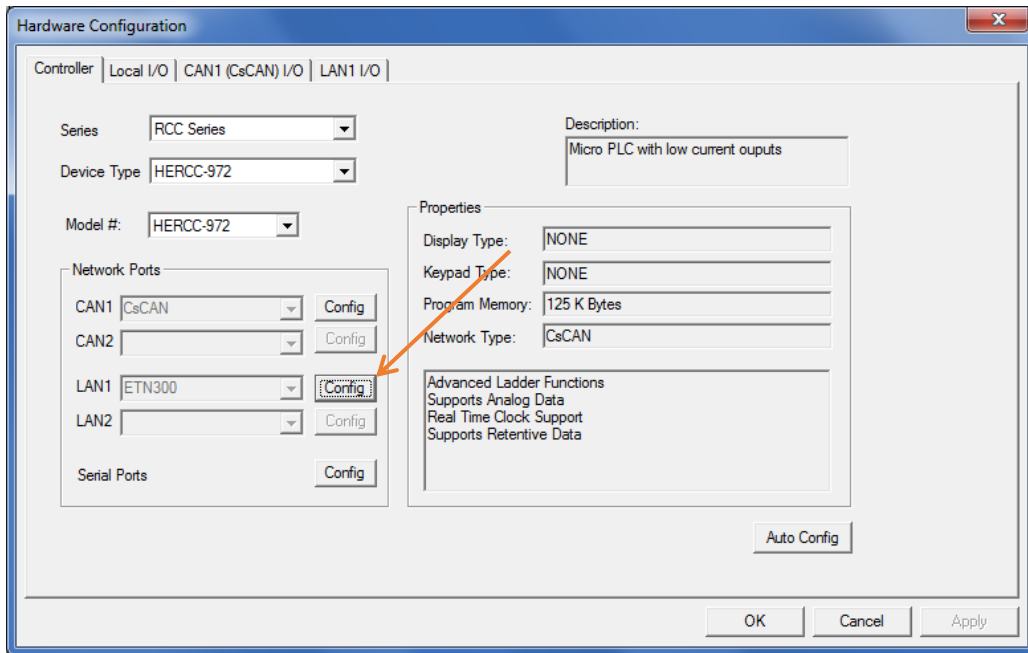 Hardware Configuration
Controller
Local I/O
CAN1 (CsCAN) I/O
LAN1 I/O
Series
RCC Series
Device Type
HERCC-972
Model #:
HERCC-972
Description:
Micro PLC with low current ouputs
Network Ports
CAN1
CsCAN
Config
CAN2
Config
LAN1
ETN300
Config
LAN2
Config
Serial Ports
Config
Properties
Display Type:
NONE
Keypad Type:
NONE
Program Memory:
125 K Bytes
Network Type:
CsCAN
Advanced Ladder Functions
Supports Analog Data
Real Time Clock Support
Supports Retentive Data
Auto Config
OK
Cancel
Apply